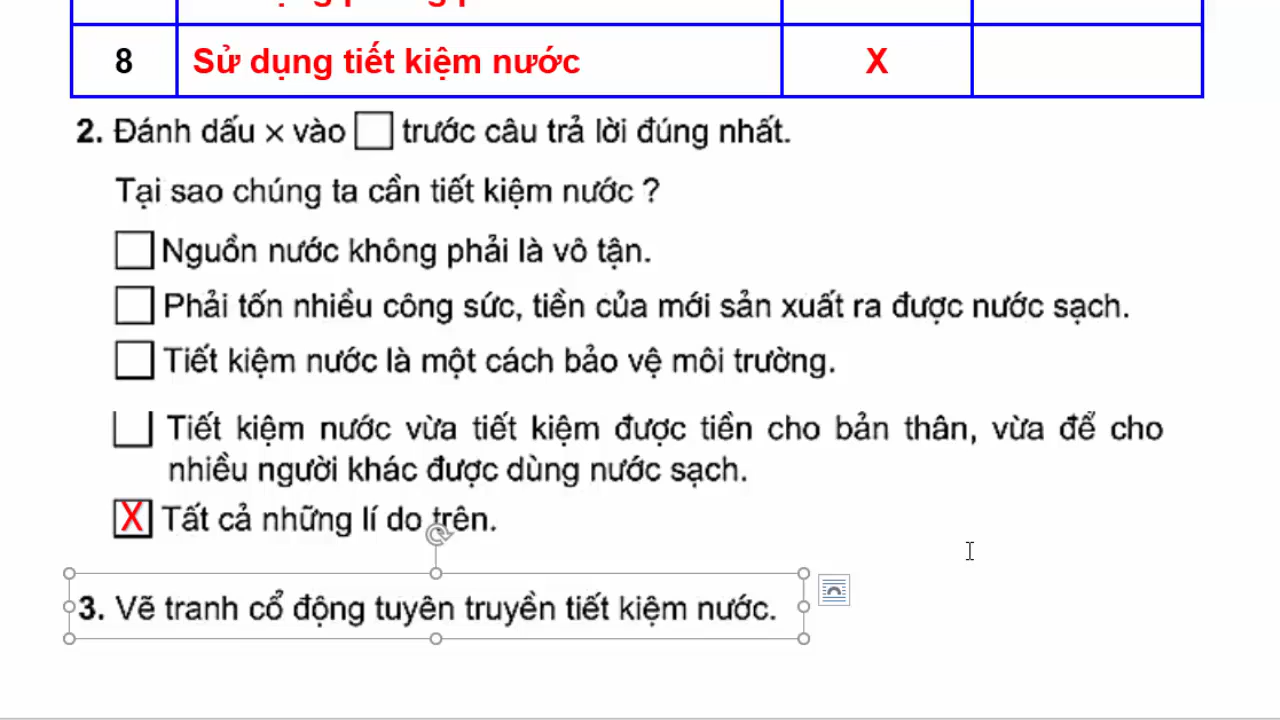 8 Sử dụng tiết kiệm nước X
2. Đánh dấu × vào trước câu trả lời đúng nhất.
Tại sao chúng ta cần tiết kiệm nước ?
Nguồn nước không phải là vô tận.
Phải tốn nhiều công sức, tiền của mới sản xuất ra được nước sạch.
Tiết kiệm nước là một cách bảo vệ môi trường.
Tiết kiệm nước vừa tiết kiệm được tiền cho bản thân, vừa để cho
nhiều người khác được dùng nước sạch.
X Tất cả những lí do trên.
3. Vẽ tranh cổ động tuyên truyền tiết kiệm nước.